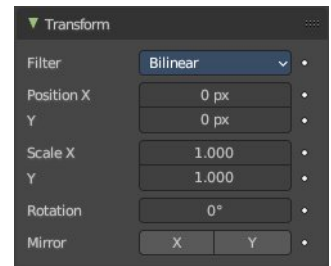 Transform
Filter Bilinear
Position X 0 px
Y 0 px
Scale X 1.000
Y 1.000
Rotation 0°
Mirror X Y